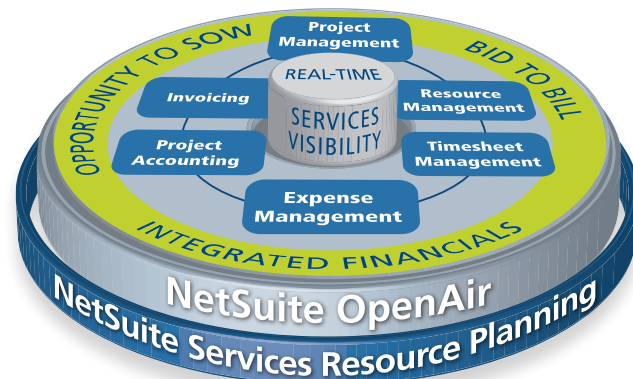 Project
Management
OPPORTUNITY TO SOW
BID TO BILL
REAL-TIME
Invoicing
Resource
Management
SERVICES
VISIBILITY
Project
Accounting
Timesheet
Management
Expense
Management
INTEGRATED FINANCIALS
NetSuite OpenAir
NetSuite Services Resource Planning